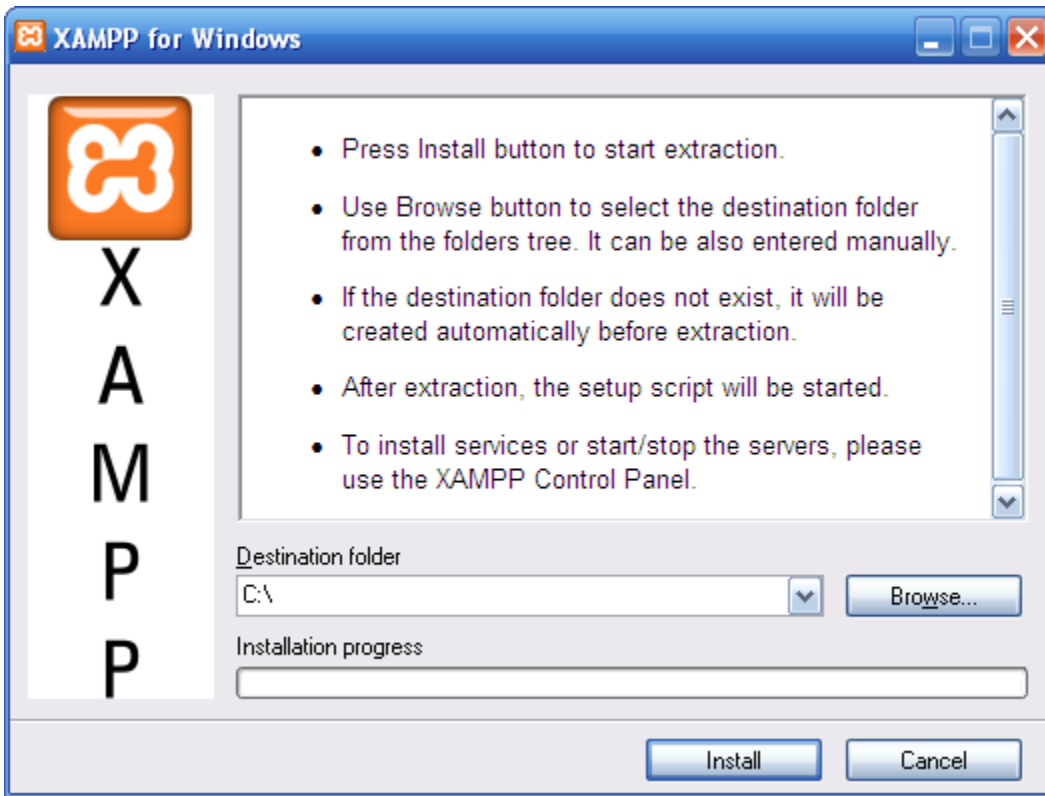 XAMPP for Windows
X
A
M
P
P
• Press Install button to start extraction.
• Use Browse button to select the destination folder
from the folders tree. It can be also entered manually.
• If the destination folder does not exist, it will be
created automatically before extraction.
• After extraction, the setup script will be started.
• To install services or start/stop the servers, please
use the XAMPP Control Panel.
Destination folder
C:\
Browse...
Installation progress
Install
Cancel